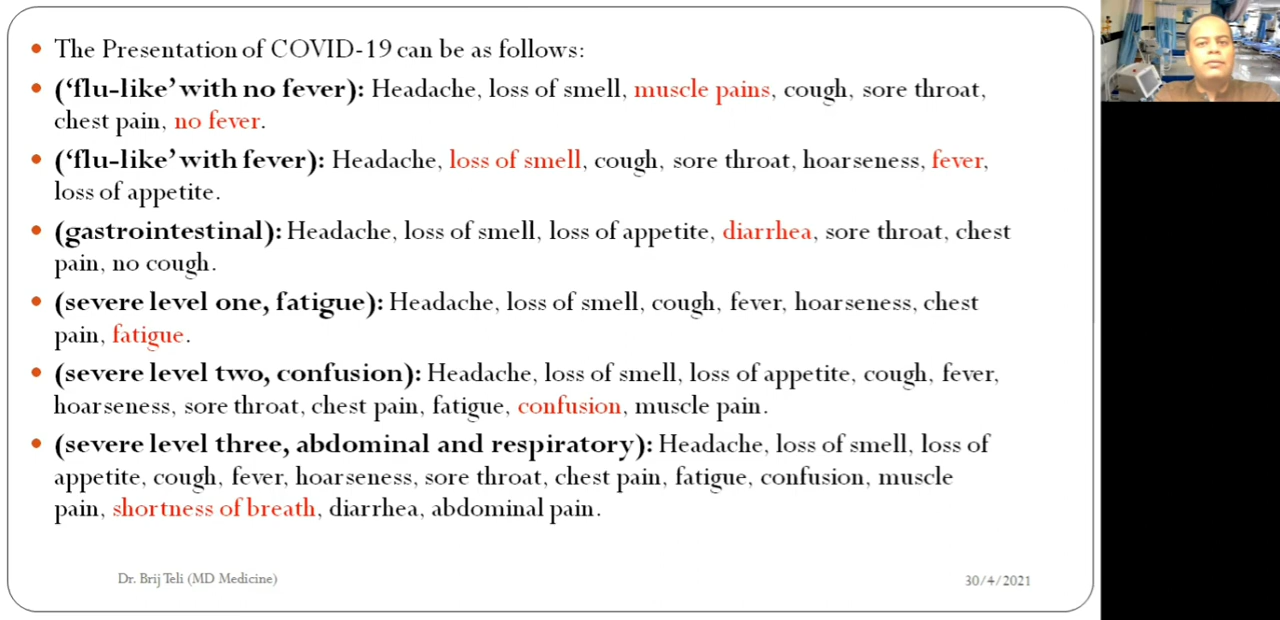 The Presentation of COVID-19 can be as follows:
('flu-like' with no fever): Headache, loss of smell, muscle pains, cough, sore throat,
chest pain, no fever.
('flu-like' with fever): Headache, loss of smell, cough, sore throat, hoarseness, fever,
loss of appetite.
(gastrointestinal): Headache, loss of smell, loss of appetite, diarrhea, sore throat, chest
pain, no cough.
(severe level one, fatigue): Headache, loss of smell, cough, fever, hoarseness, chest
pain, fatigue.
(severe level two, confusion): Headache, loss of smell, loss of appetite, cough, fever,
hoarseness, sore throat, chest pain, fatigue, confusion, muscle pain.
(severe level three, abdominal and respiratory): Headache, loss of smell, loss of
appetite, cough, fever, hoarseness, sore throat, chest pain, fatigue, confusion, muscle
pain, shortness of breath, diarrhea, abdominal pain.
Dr. Brij Teli (MD Medicine)
30/4/2021